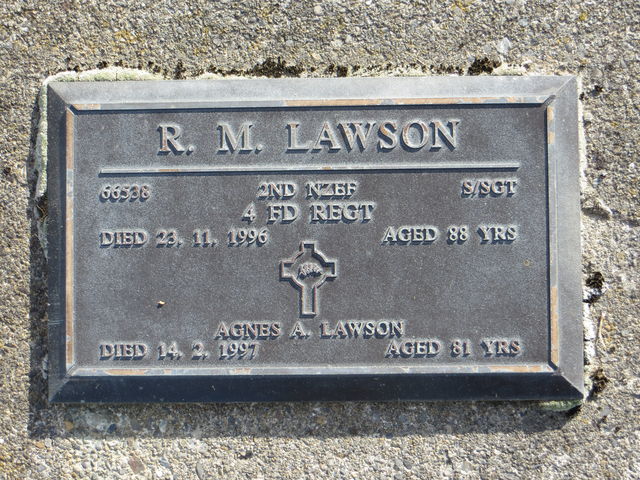 R. M. LAWSON
66538 2ND NZEF S/SGT
4 FD REGT
DIED 23. 11. 1996 AGED 88 YRS
AGNES A. LAWSON
DIED 14. 2. 1997 AGED 81 YRS